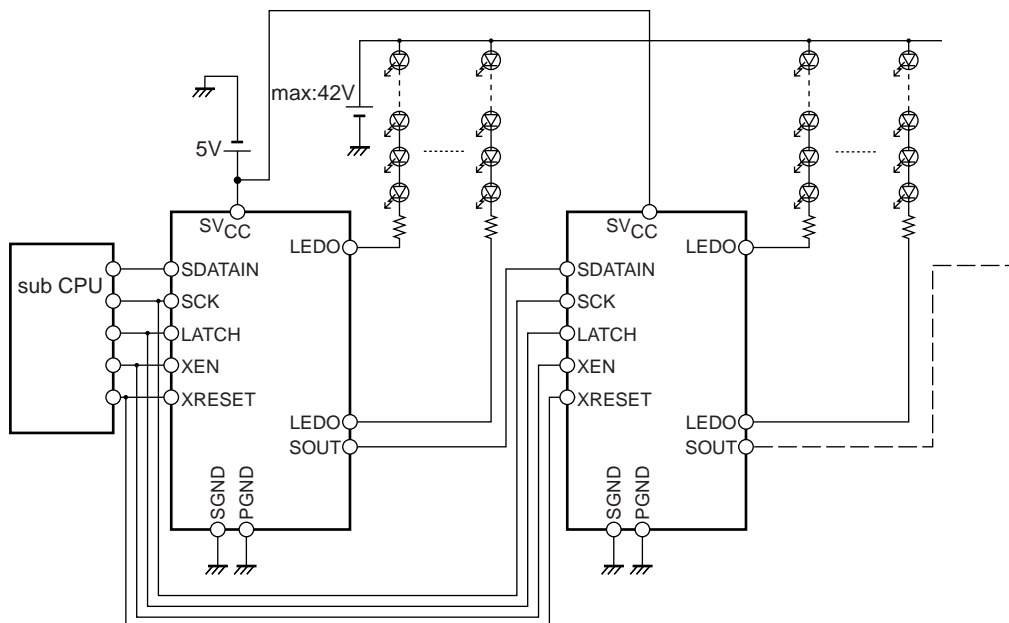 max:42V
5V
SVCC
LEDO
sub CPU
SDATAIN
SCK
LATCH
XEN
XRESET
LEDO
SOUT
SGND
PGND
SVCC
LEDO
SDATAIN
SCK
LATCH
XEN
XRESET
LEDO
SOUT
SGND
PGND